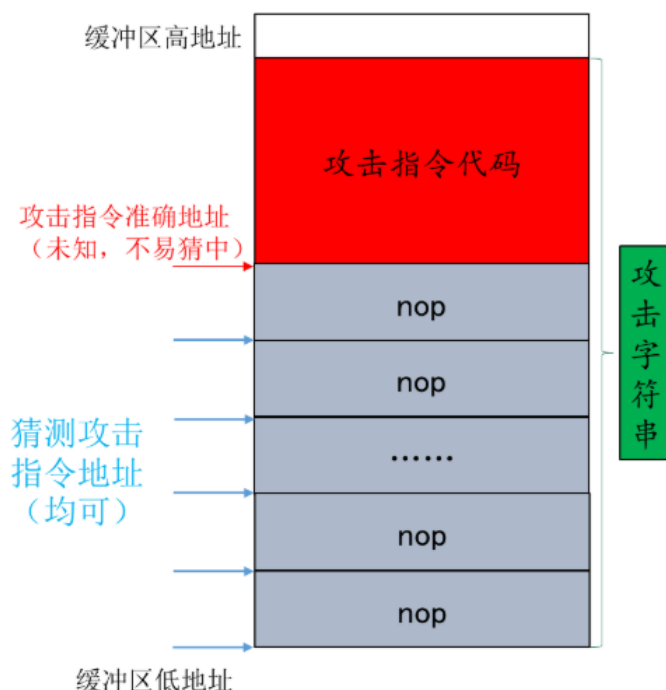 缓冲区高地址
攻击指令代码
攻击指令准确地址
（未知，不易猜中）
nop
nop
……
nop
nop
猜测攻击
指令地址
（均可）
缓冲区低地址
攻击字符串